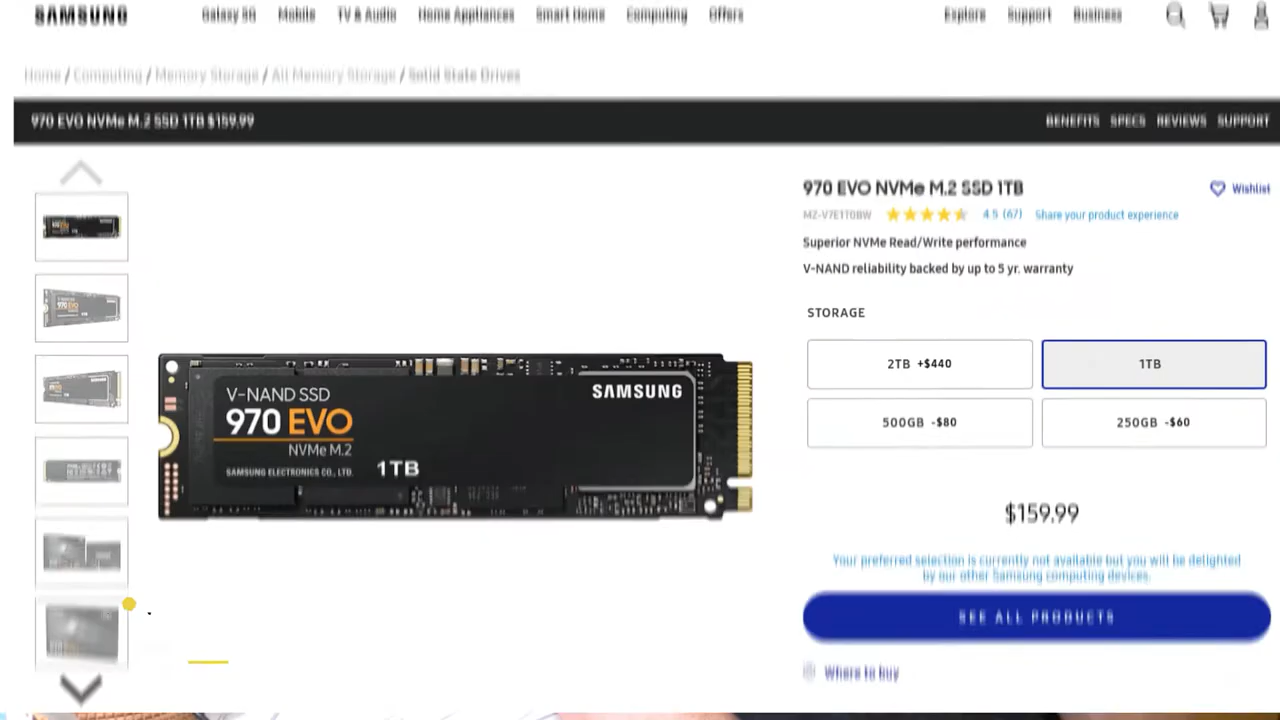 SAMSUNG
Galaxy 5G Mobile TV & Audio Home Appliances Smart Home Computing Offers Explore Support Business
Home / Computing / Memory Storage / All Memory Storage / Solid State Drives
970 EVO NVMe M.2 SSD 1TB $159.99 BENEFITS SPECS REVIEWS SUPPORT
970 EVO NVMe M.2 SSD 1TB Wishlist
MZ-V7E1T0BW 4.5 (67) Share your product experience
Superior NVMe Read/Write performance
V-NAND reliability backed by up to 5 yr. warranty
STORAGE
2TB +$440 1TB
500GB -$80 250GB -$60
V-NAND SSD
970 EVO
NVMe M.2
SAMSUNG ELECTRONICS CO., LTD. 1TB
SAMSUNG
$159.99
Your preferred selection is currently not available but you will be delighted
by our other Samsung computing devices.
SEE ALL PRODUCTS
Where to buy